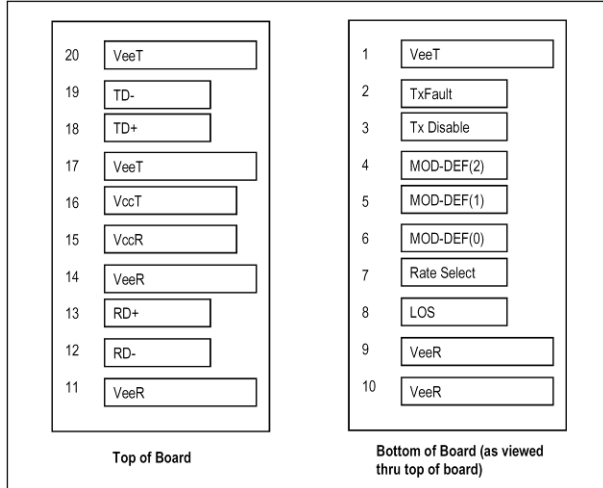 20 VeeT
19 TD-
18 TD+
17 VeeT
16 VccT
15 VccR
14 VeeR
13 RD+
12 RD-
11 VeeR
Top of Board
1 VeeT
2 TxFault
3 Tx Disable
4 MOD-DEF(2)
5 MOD-DEF(1)
6 MOD-DEF(0)
7 Rate Select
8 LOS
9 VeeR
10 VeeR
Bottom of Board (as viewed
thru top of board)